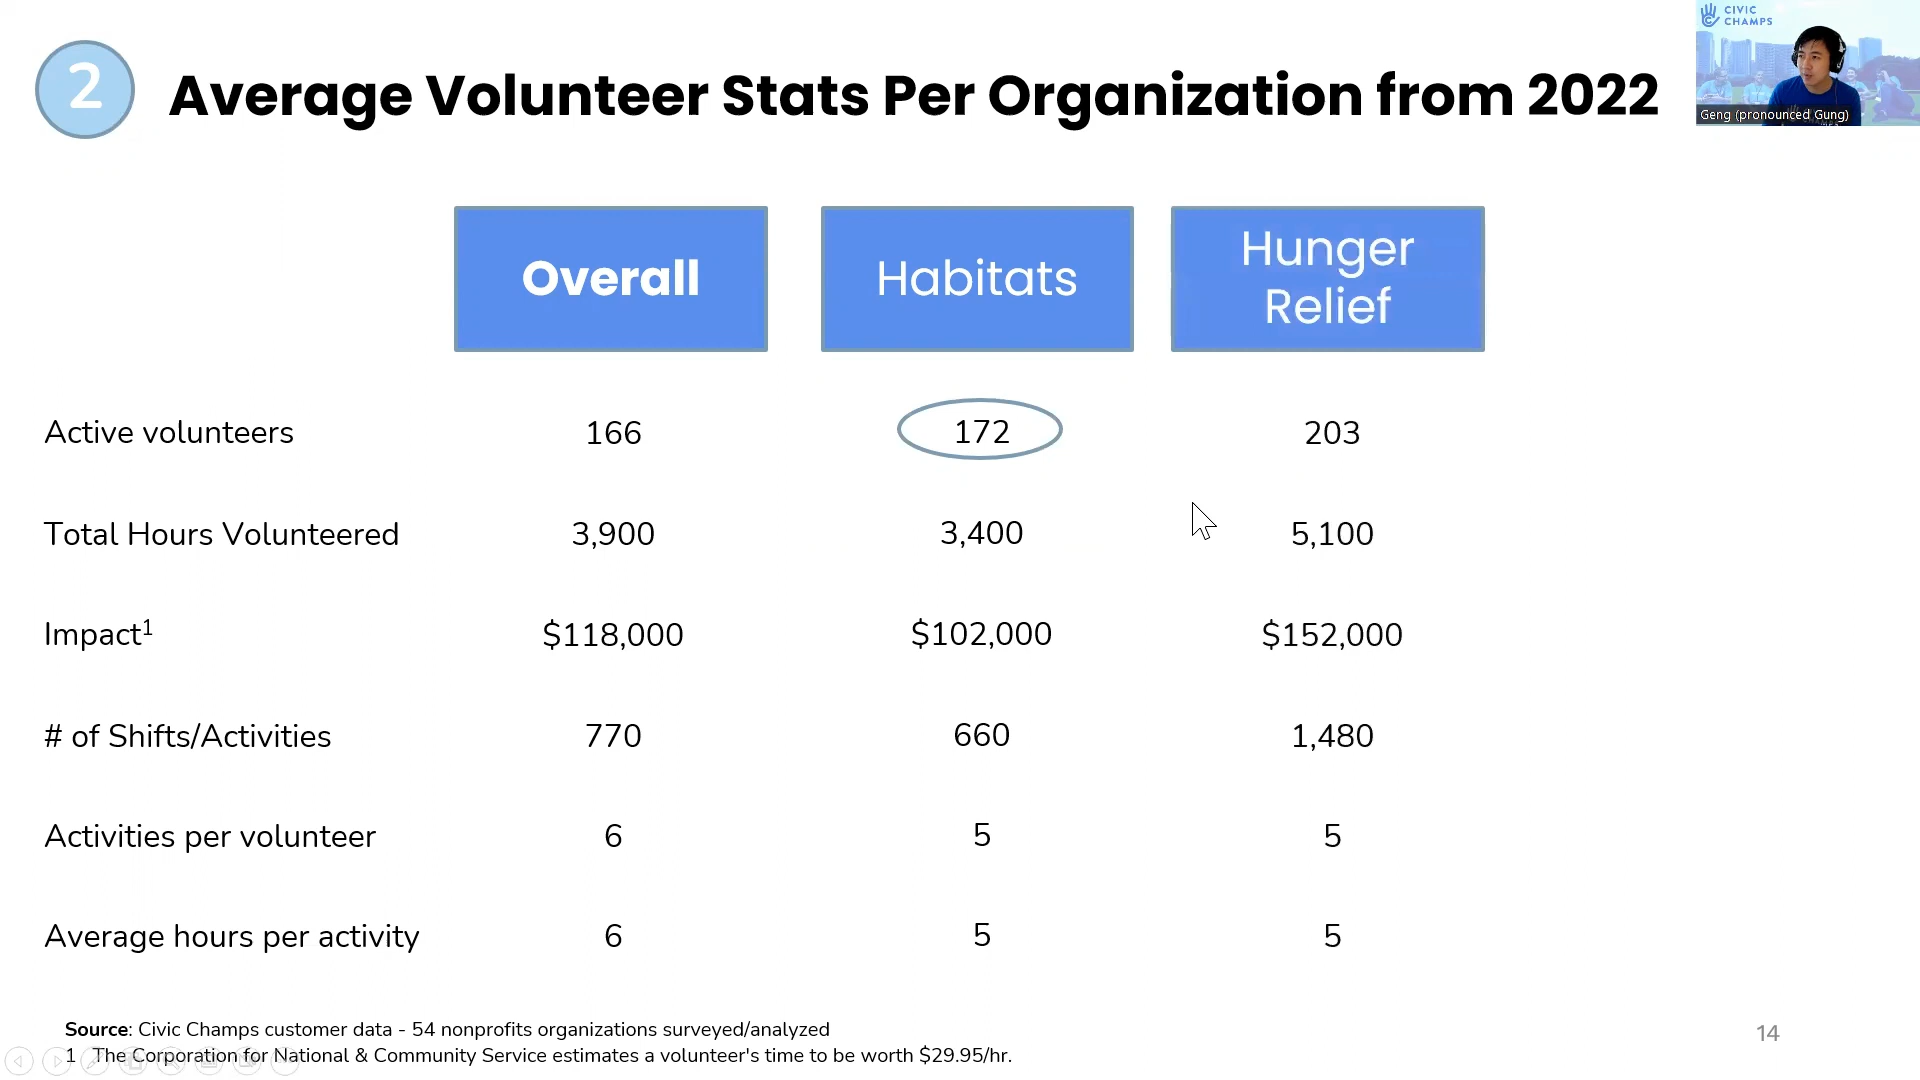 2
Average Volunteer Stats Per Organization from 2022
CIVIC
CHAMPS
Geng (pronounced Gung)
Overall
Habitats
Hunger
Relief
Active volunteers 166 172 203
Total Hours Volunteered 3,900 3,400 5,100
Impact¹ $118,000 $102,000 $152,000
# of Shifts/Activities 770 660 1,480
Activities per volunteer 6 5 5
Average hours per activity 6 5 5
Source: Civic Champs customer data - 54 nonprofits organizations surveyed/analyzed
1 The Corporation for National & Community Service estimates a volunteer's time to be worth $29.95/hr.
14